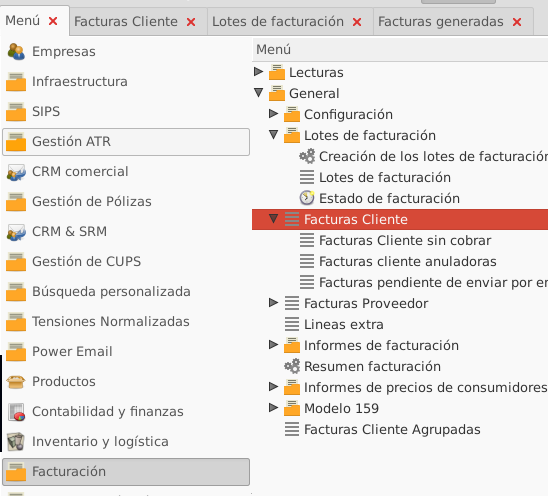 Menú
Facturas Cliente
Lotes de facturación
Facturas generadas
Empresas
Infraestructura
SIPS
Gestión ATR
CRM comercial
Gestión de Pólizas
CRM & SRM
Gestión de CUPS
Búsqueda personalizada
Tensiones Normalizadas
Power Email
Productos
Contabilidad y finanzas
Inventario y logística
Facturación
Menú
Lecturas
General
Configuración
Lotes de facturación
Creación de los lotes de facturación
Lotes de facturación
Estado de facturación
Facturas Cliente
Facturas Cliente sin cobrar
Facturas cliente anuladoras
Facturas pendiente de enviar por
Facturas Proveedor
Lineas extra
Informes de facturación
Resumen facturación
Informes de precios de consumidores
Modelo 159
Facturas Cliente Agrupadas